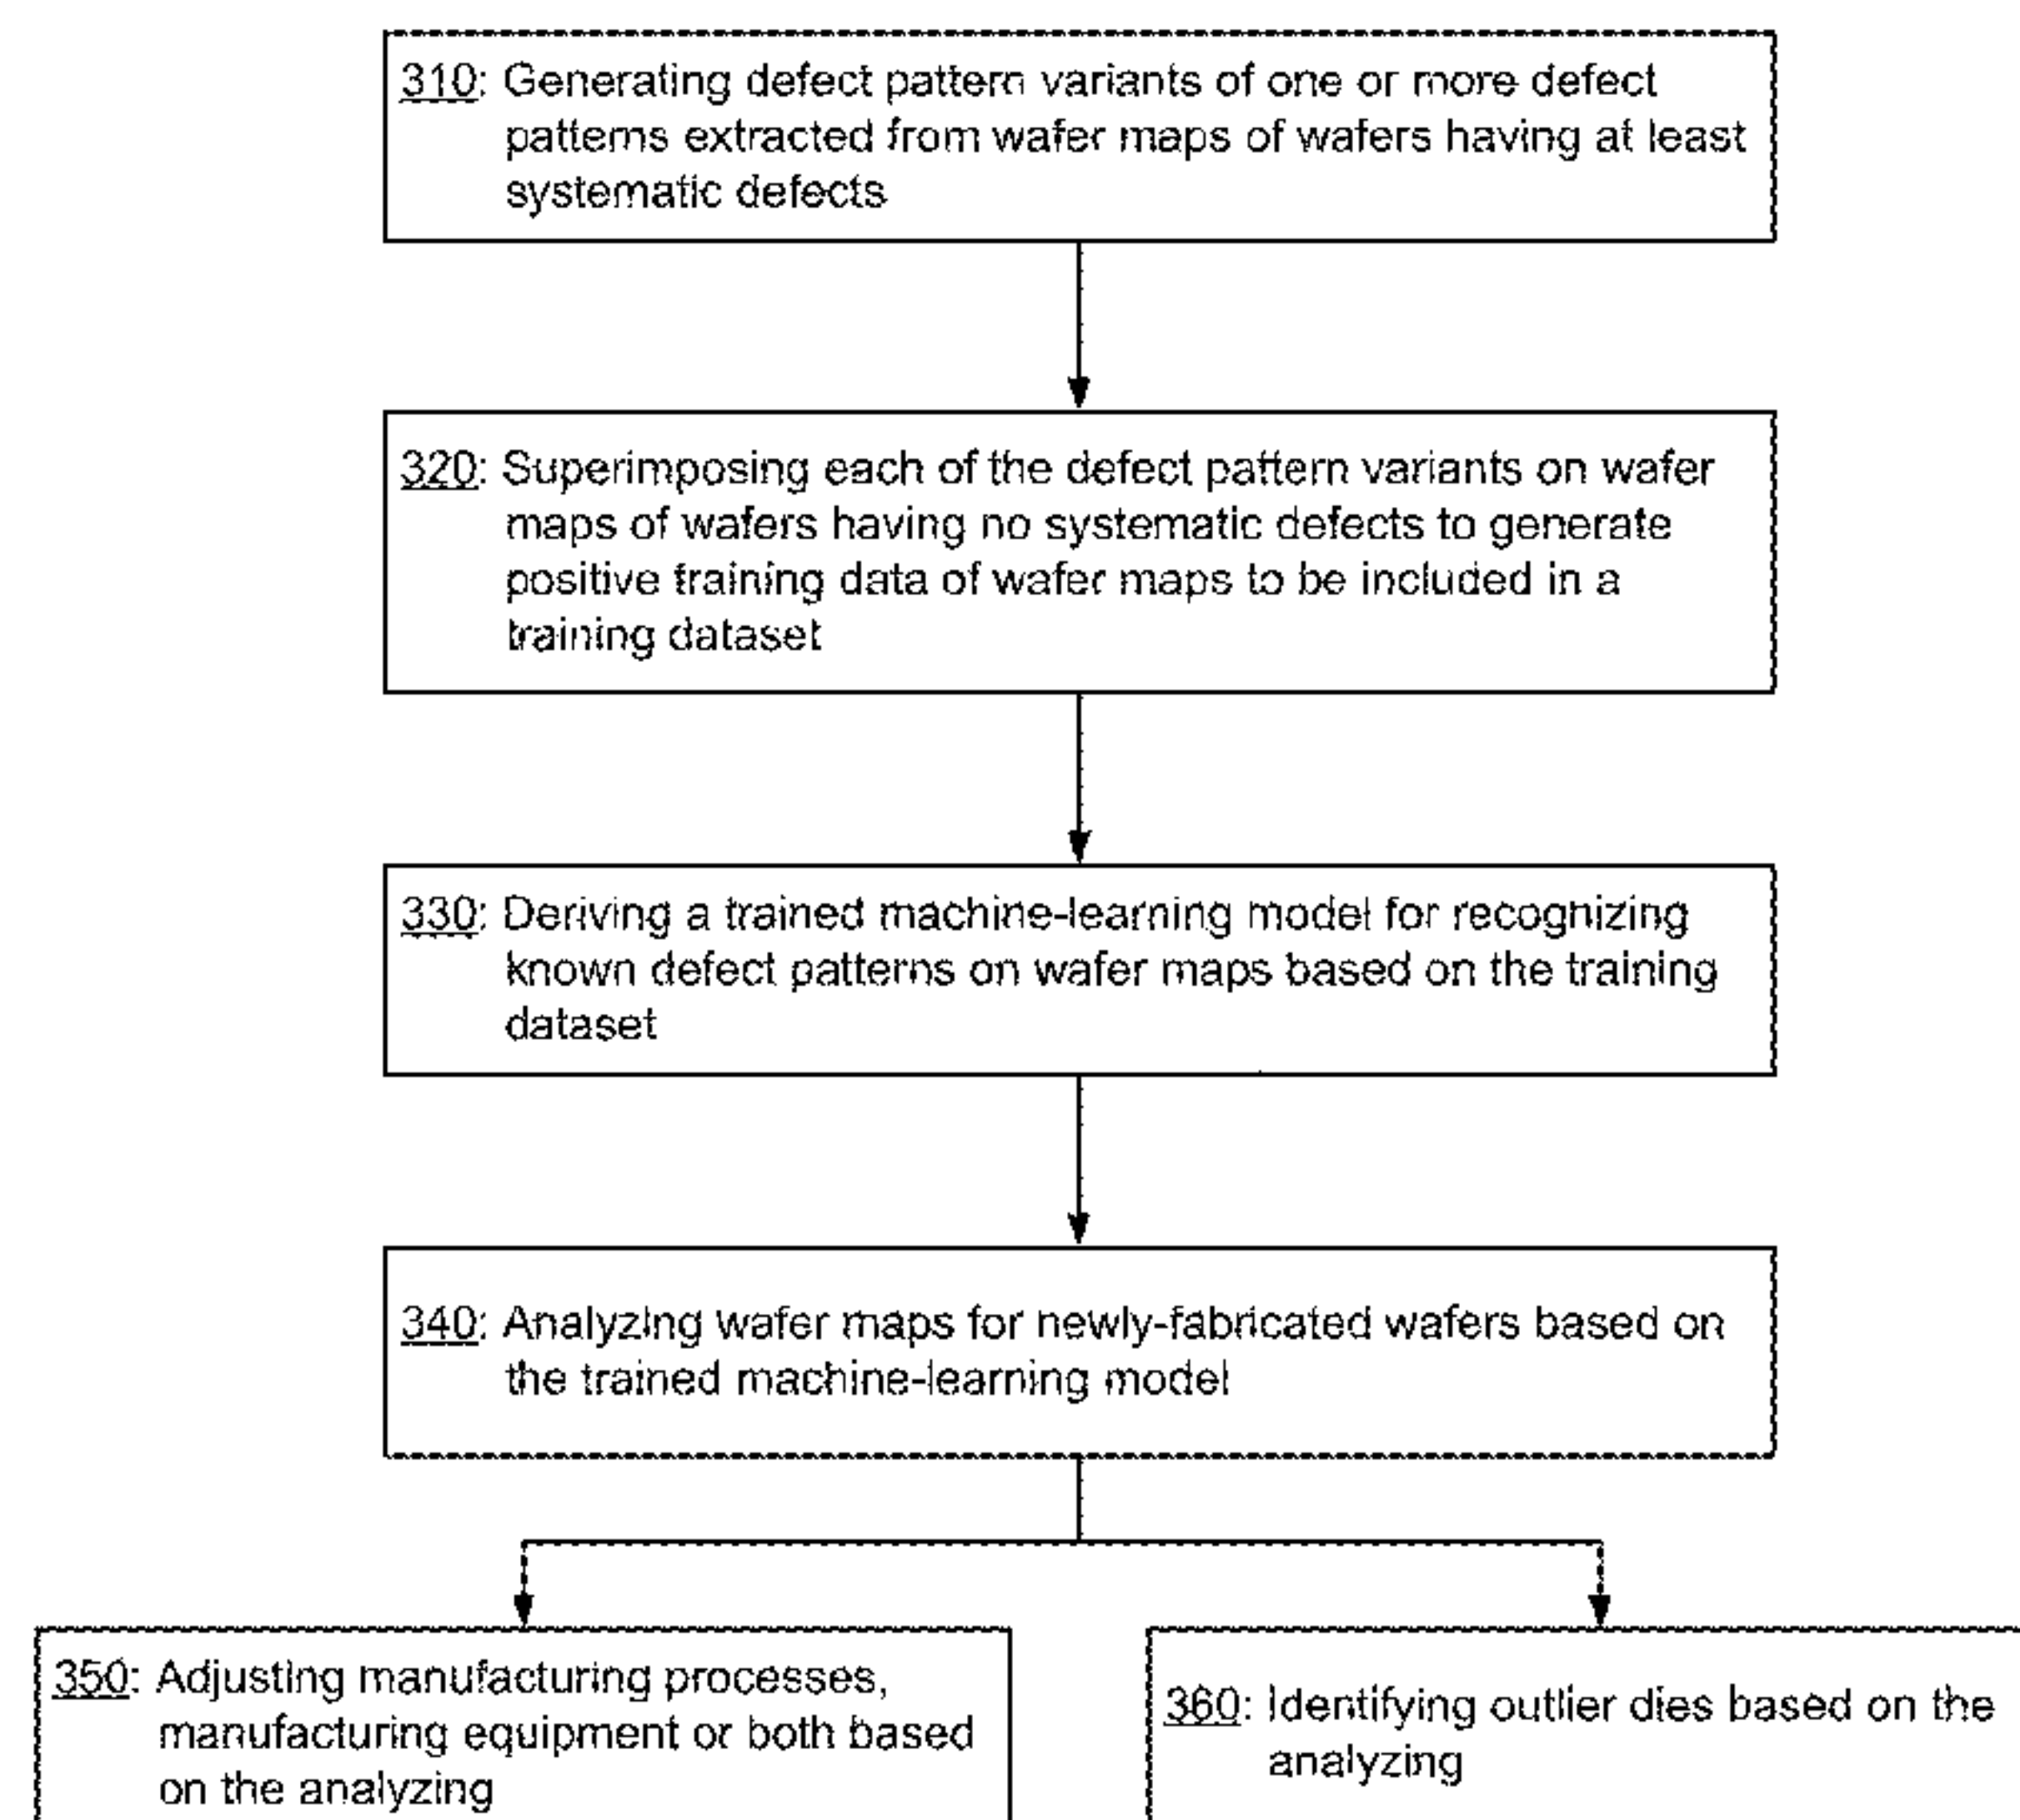 310: Generating defect pattern variants of one or more defect
patterns extracted from wafer maps of wafers having at least
systematic defects
320: Superimposing each of the defect pattern variants on wafer
maps of wafers having no systematic defects to generate
positive training data of wafer maps to be included in a
training dataset
330: Deriving a trained machine-learning model for recognizing
known defect patterns on wafer maps based on the training
dataset
340: Analyzing wafer maps for newly-fabricated wafers based on
the trained machine-learning model
350: Adjusting manufacturing processes,
manufacturing equipment or both based
on the analyzing
360: Identifying outlier dies based on the
analyzing